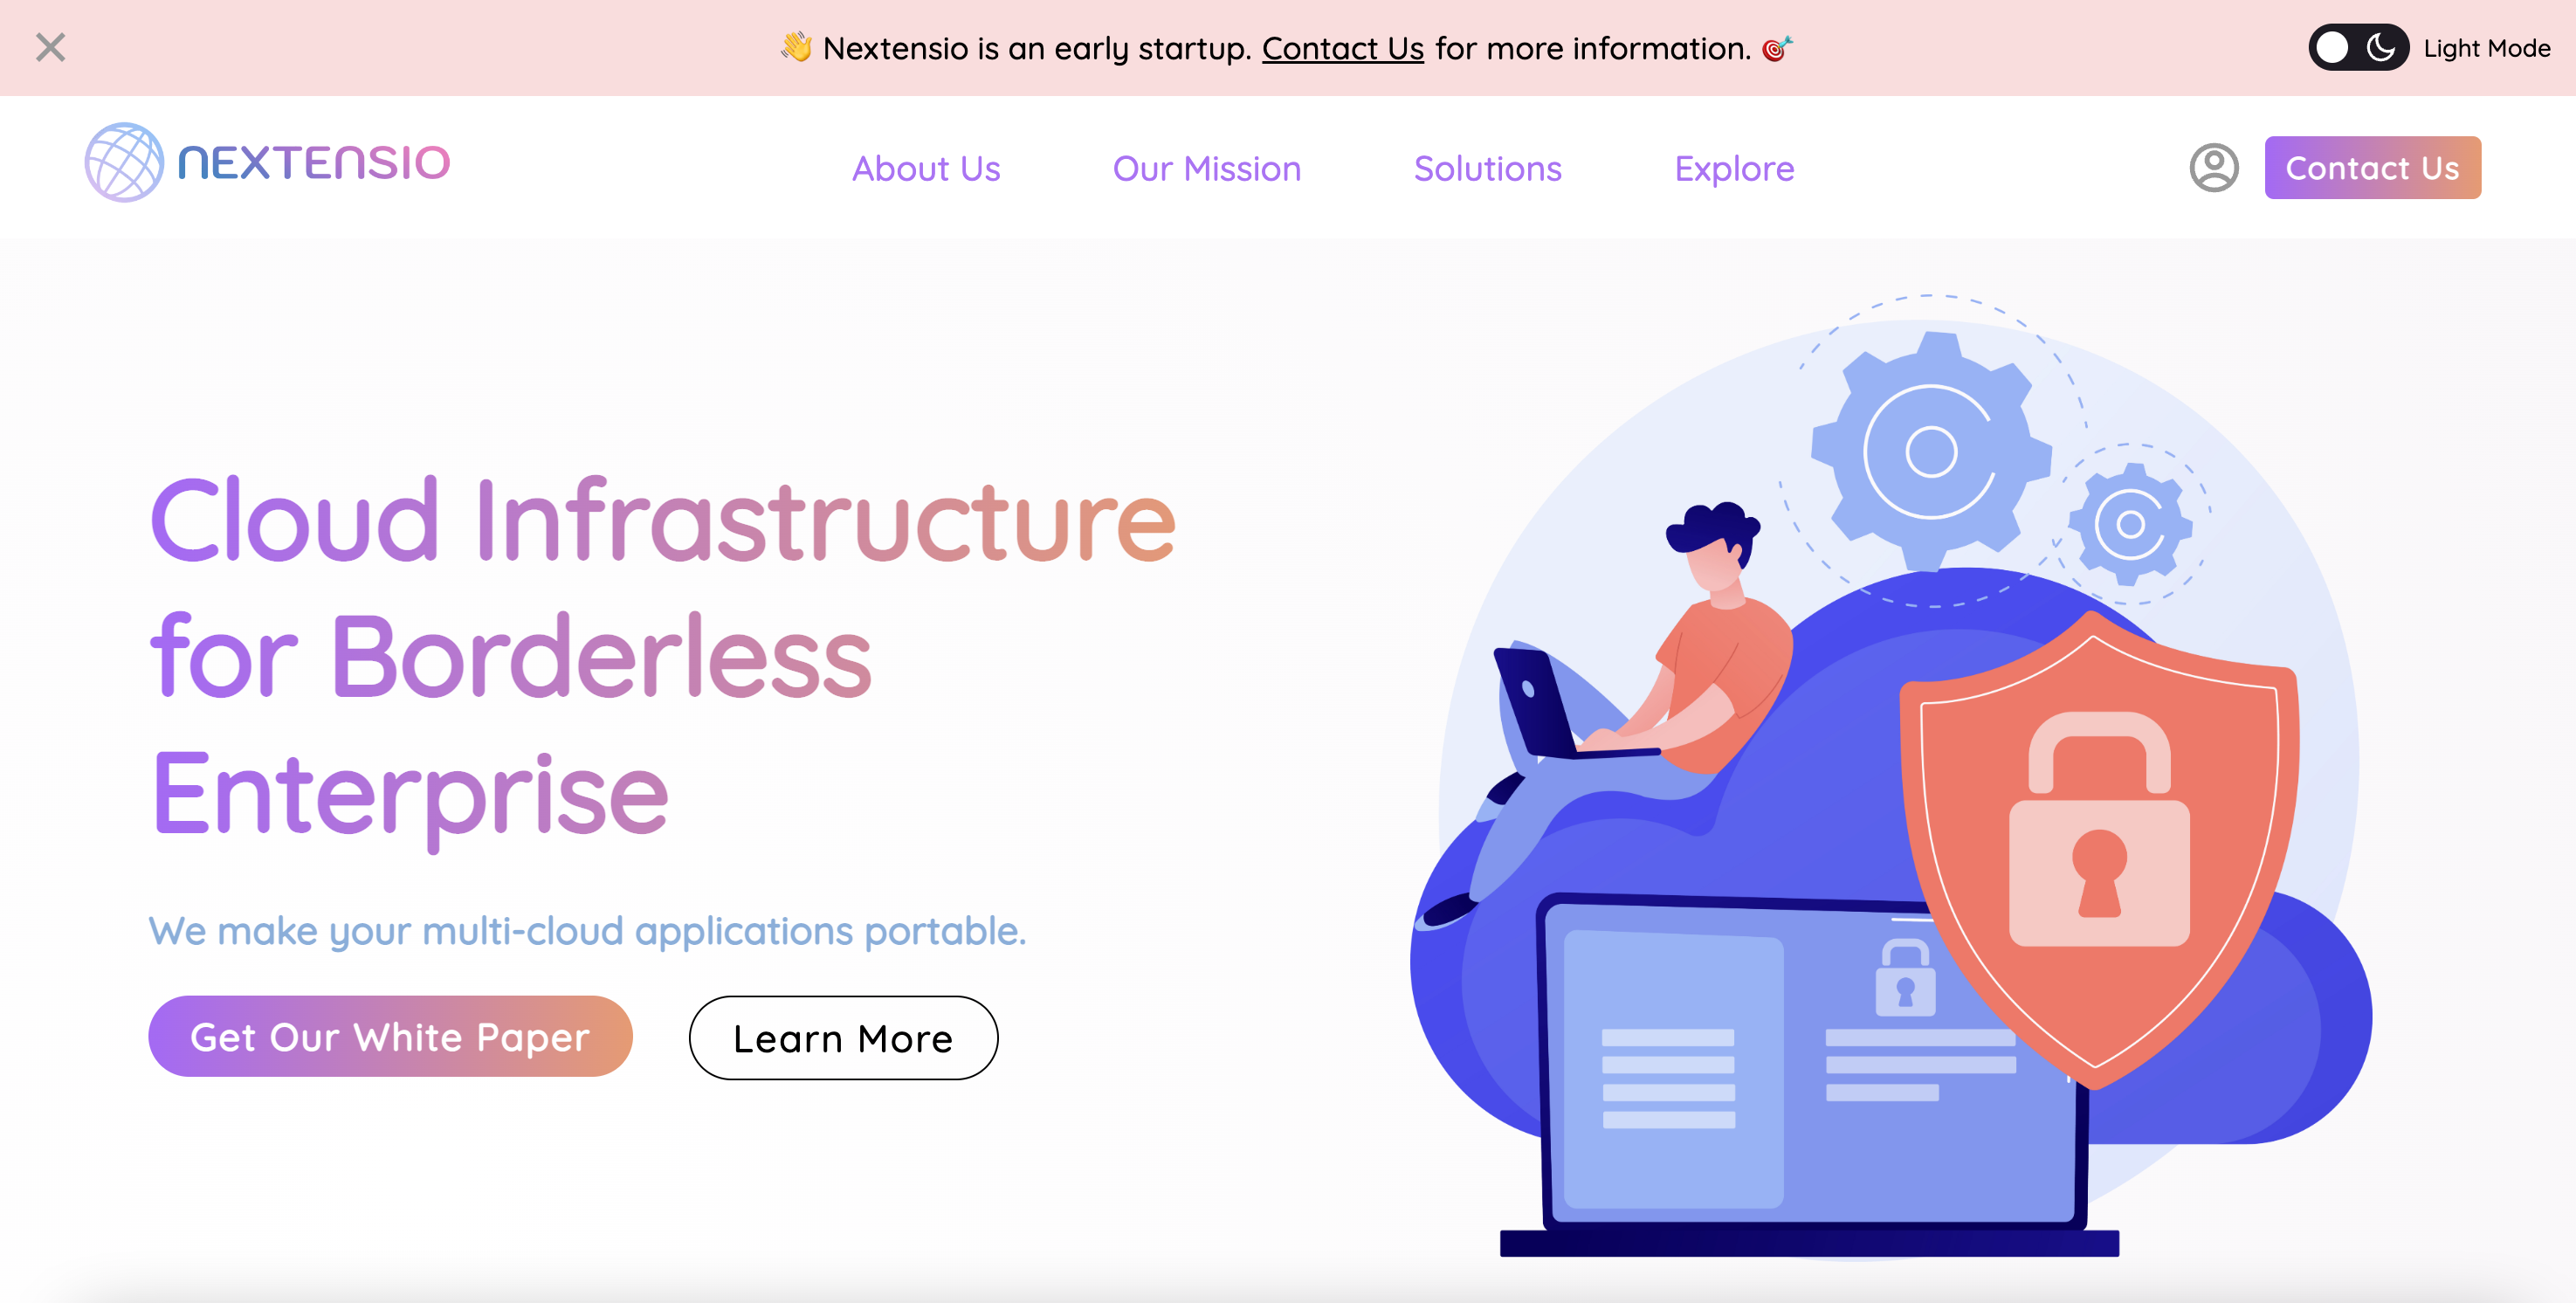 👋 Nextensio is an early startup. Contact Us for more information. 🎯
Light Mode
NEXTENSIO
About Us
Our Mission
Solutions
Explore
Contact Us
Cloud Infrastructure
for Borderless
Enterprise
We make your multi-cloud applications portable.
Get Our White Paper
Learn More